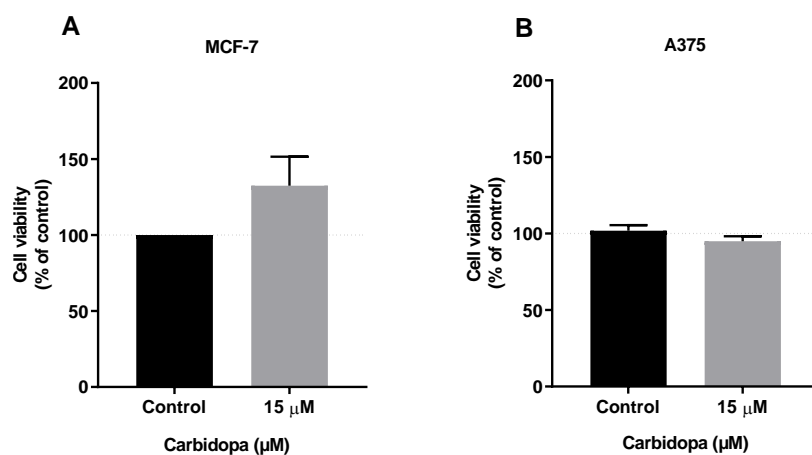 A
MCF-7
Cell viability
(% of control)
200
150
100
50
0
Control
15 μM
Carbidopa (μM)
B
A375
Cell viability
(% of control)
200
150
100
50
0
Control
15 μM
Carbidopa (μM)